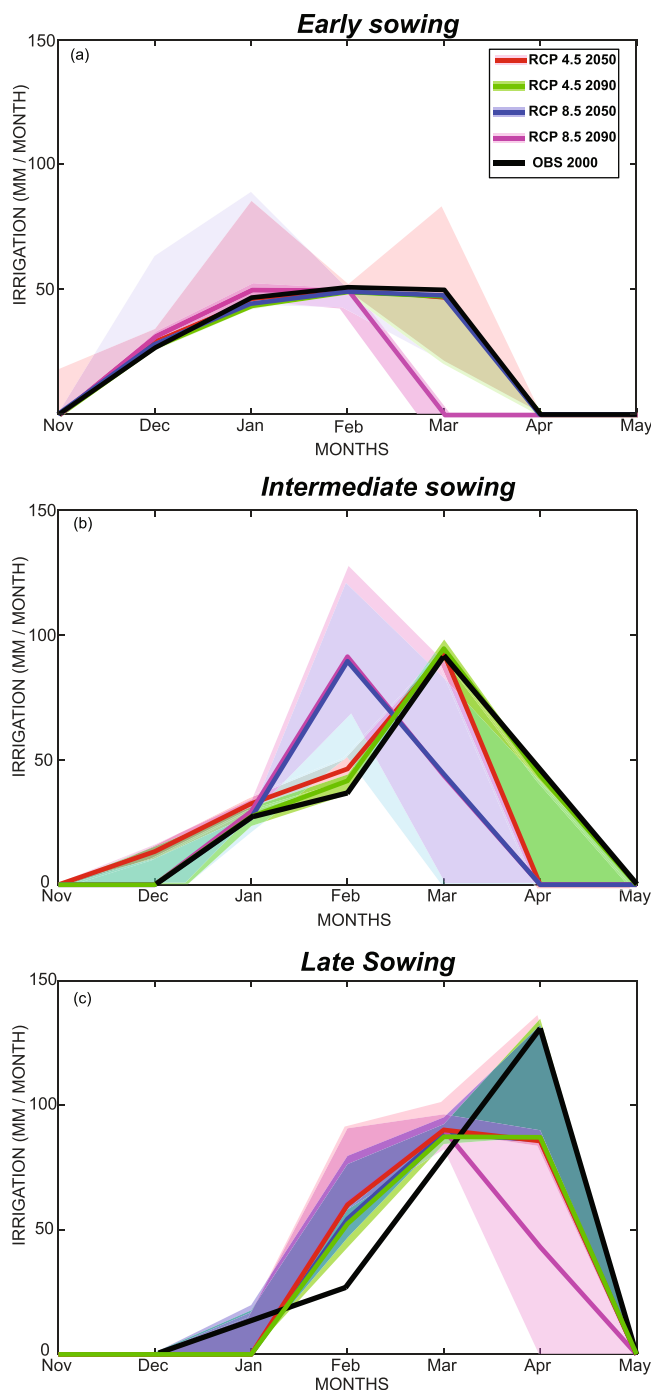 Early sowing
150
(a)
RCP 4.5 2050
RCP 4.5 2090
RCP 8.5 2050
RCP 8.5 2090
OBS 2000
100
50
0
IRRIGATION (MM / MONTH)
Nov Dec Jan Feb Mar Apr May
MONTHS
Intermediate sowing
150
(b)
100
50
0
IRRIGATION (MM / MONTH)
Nov Dec Jan Feb Mar Apr May
MONTHS
Late Sowing
150
(c)
100
50
0
IRRIGATION (MM / MONTH)
Nov Dec Jan Feb Mar Apr May
MONTHS